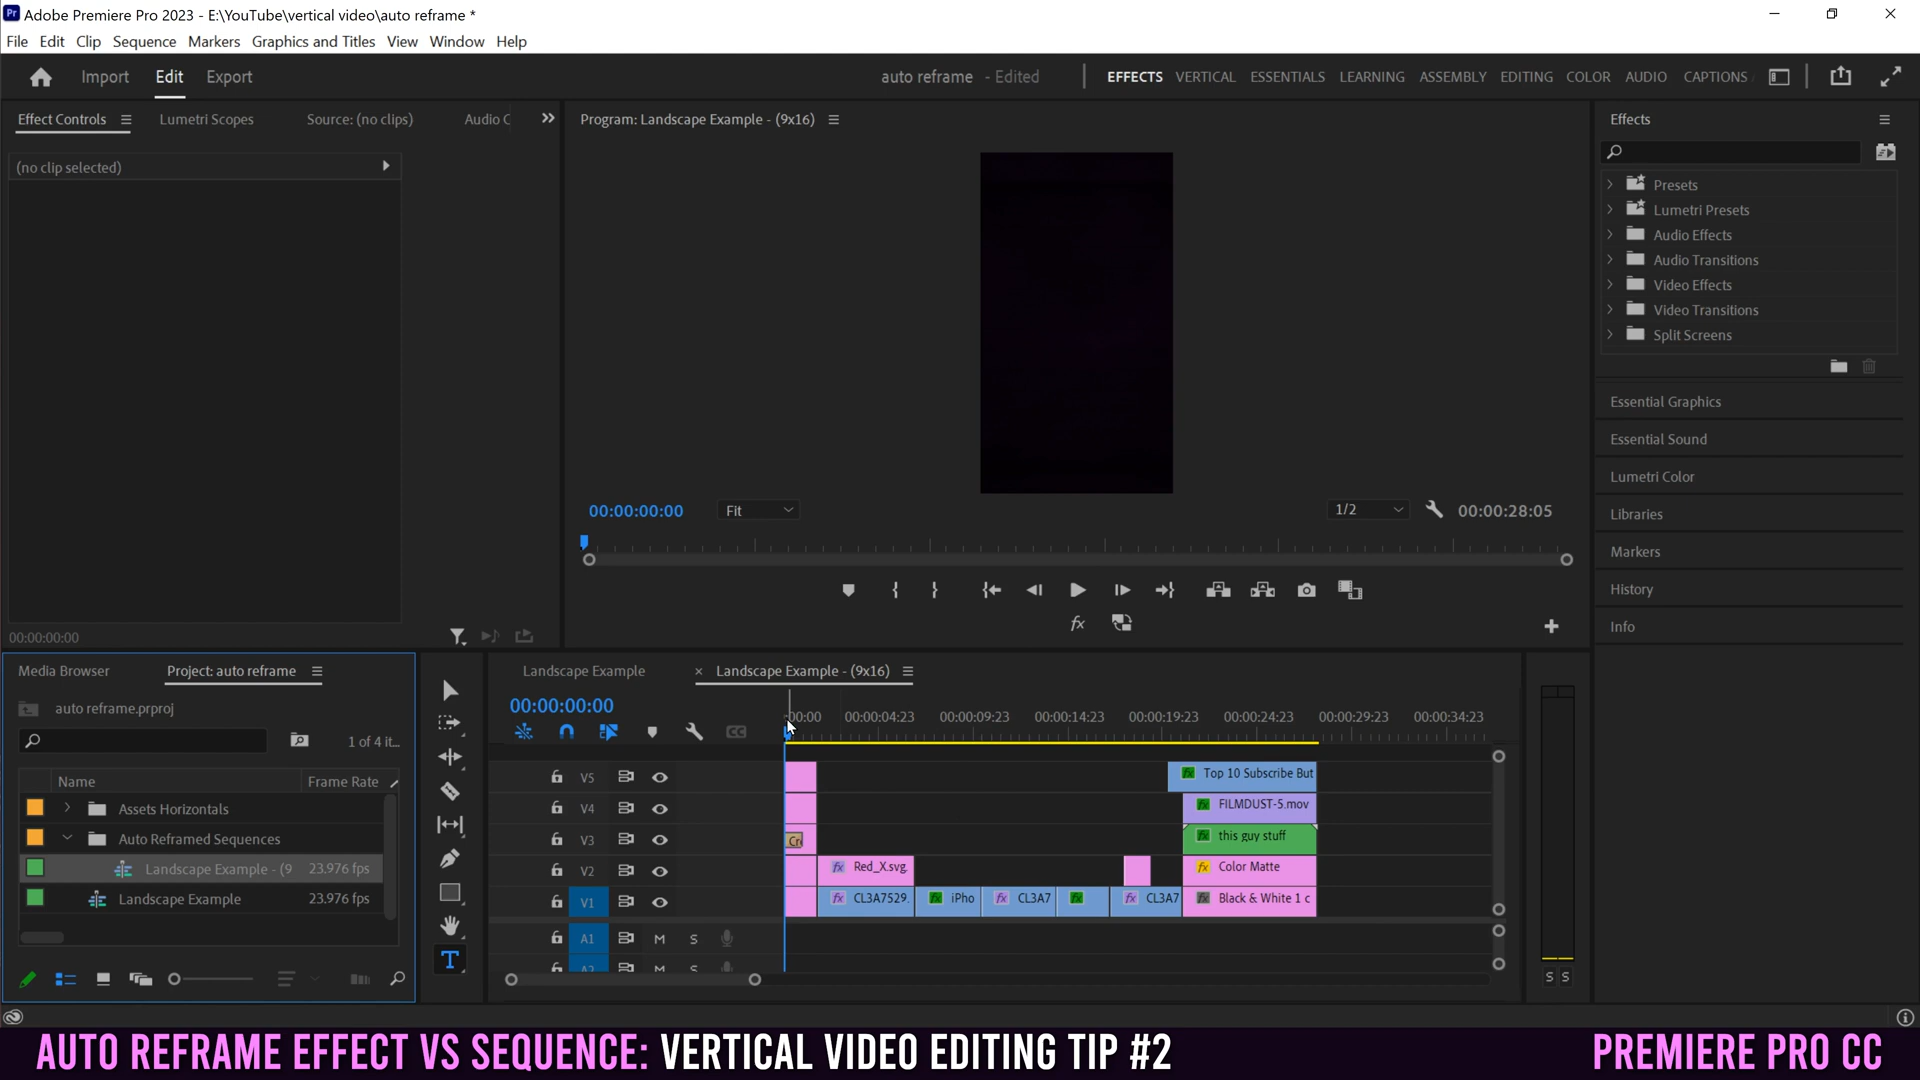 Pr Adobe Premiere Pro 2023 - E:\YouTube\vertical video\auto reframe *
File Edit Clip Sequence Markers Graphics and Titles View Window Help
Import Edit Export
auto reframe - Edited
EFFECTS VERTICAL ESSENTIALS LEARNING ASSEMBLY EDITING COLOR AUDIO CAPTIONS
Effect Controls Lumetri Scopes Source: (no clips) Audio C
(no clip selected)
00:00:00:00
Program: Landscape Example - (9x16)
00:00:00:00 Fit 1/2 00:00:28:05
Effects
Presets
Lumetri Presets
Audio Effects
Audio Transitions
Video Effects
Video Transitions
Split Screens
Essential Graphics
Essential Sound
Lumetri Color
Libraries
Markers
History
Info
Media Browser Project: auto reframe
auto reframe.prproj
1 of 4 it...
Name Frame Rate
Assets Horizontals
Auto Reframed Sequences
Landscape Example - (9 23.976 fps
Landscape Example 23.976 fps
Landscape Example Landscape Example - (9x16)
00:00:00:00
:00:00 00:00:04:23 00:00:09:23 00:00:14:23 00:00:19:23 00:00:24:23 00:00:29:23 00:00:34:23
V5 Top 10 Subscribe But
V4 FILMDUST-5.mov
V3 Cr this guy stuff
V2 Red_X.svg Color Matte
V1 CL3A7529. iPho CL3A7 CL3A7 Black & White 1 c
A1 M S
A2 M S
S S
AUTO REFRAME EFFECT VS SEQUENCE: VERTICAL VIDEO EDITING TIP #2
PREMIERE PRO CC